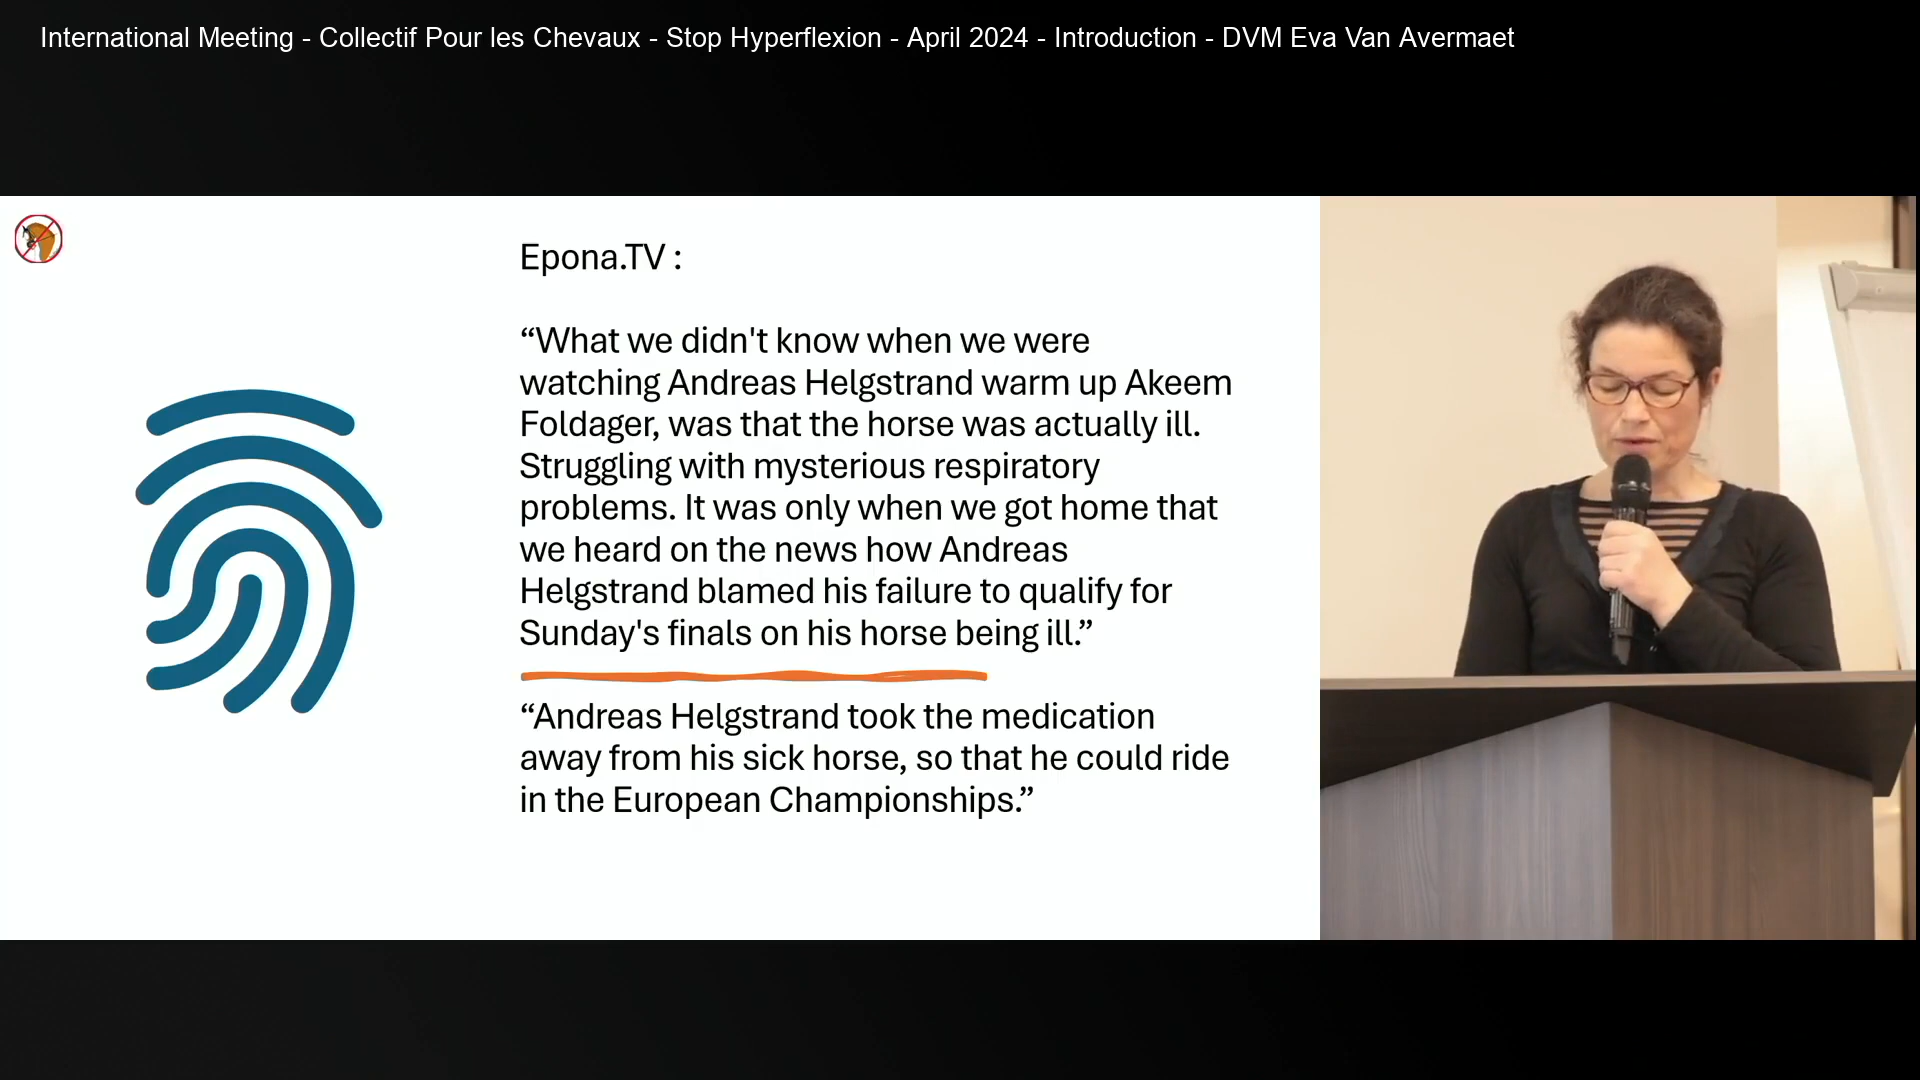 International Meeting - Collectif Pour les Chevaux - Stop Hyperflexion - April 2024 - Introduction - DVM Eva Van Avermaet
Epona.TV :
“What we didn't know when we were
watching Andreas Helgstrand warm up Akeem
Foldager, was that the horse was actually ill.
Struggling with mysterious respiratory
problems. It was only when we got home that
we heard on the news how Andreas
Helgstrand blamed his failure to qualify for
Sunday's finals on his horse being ill.”
“Andreas Helgstrand took the medication
away from his sick horse, so that he could ride
in the European Championships.”